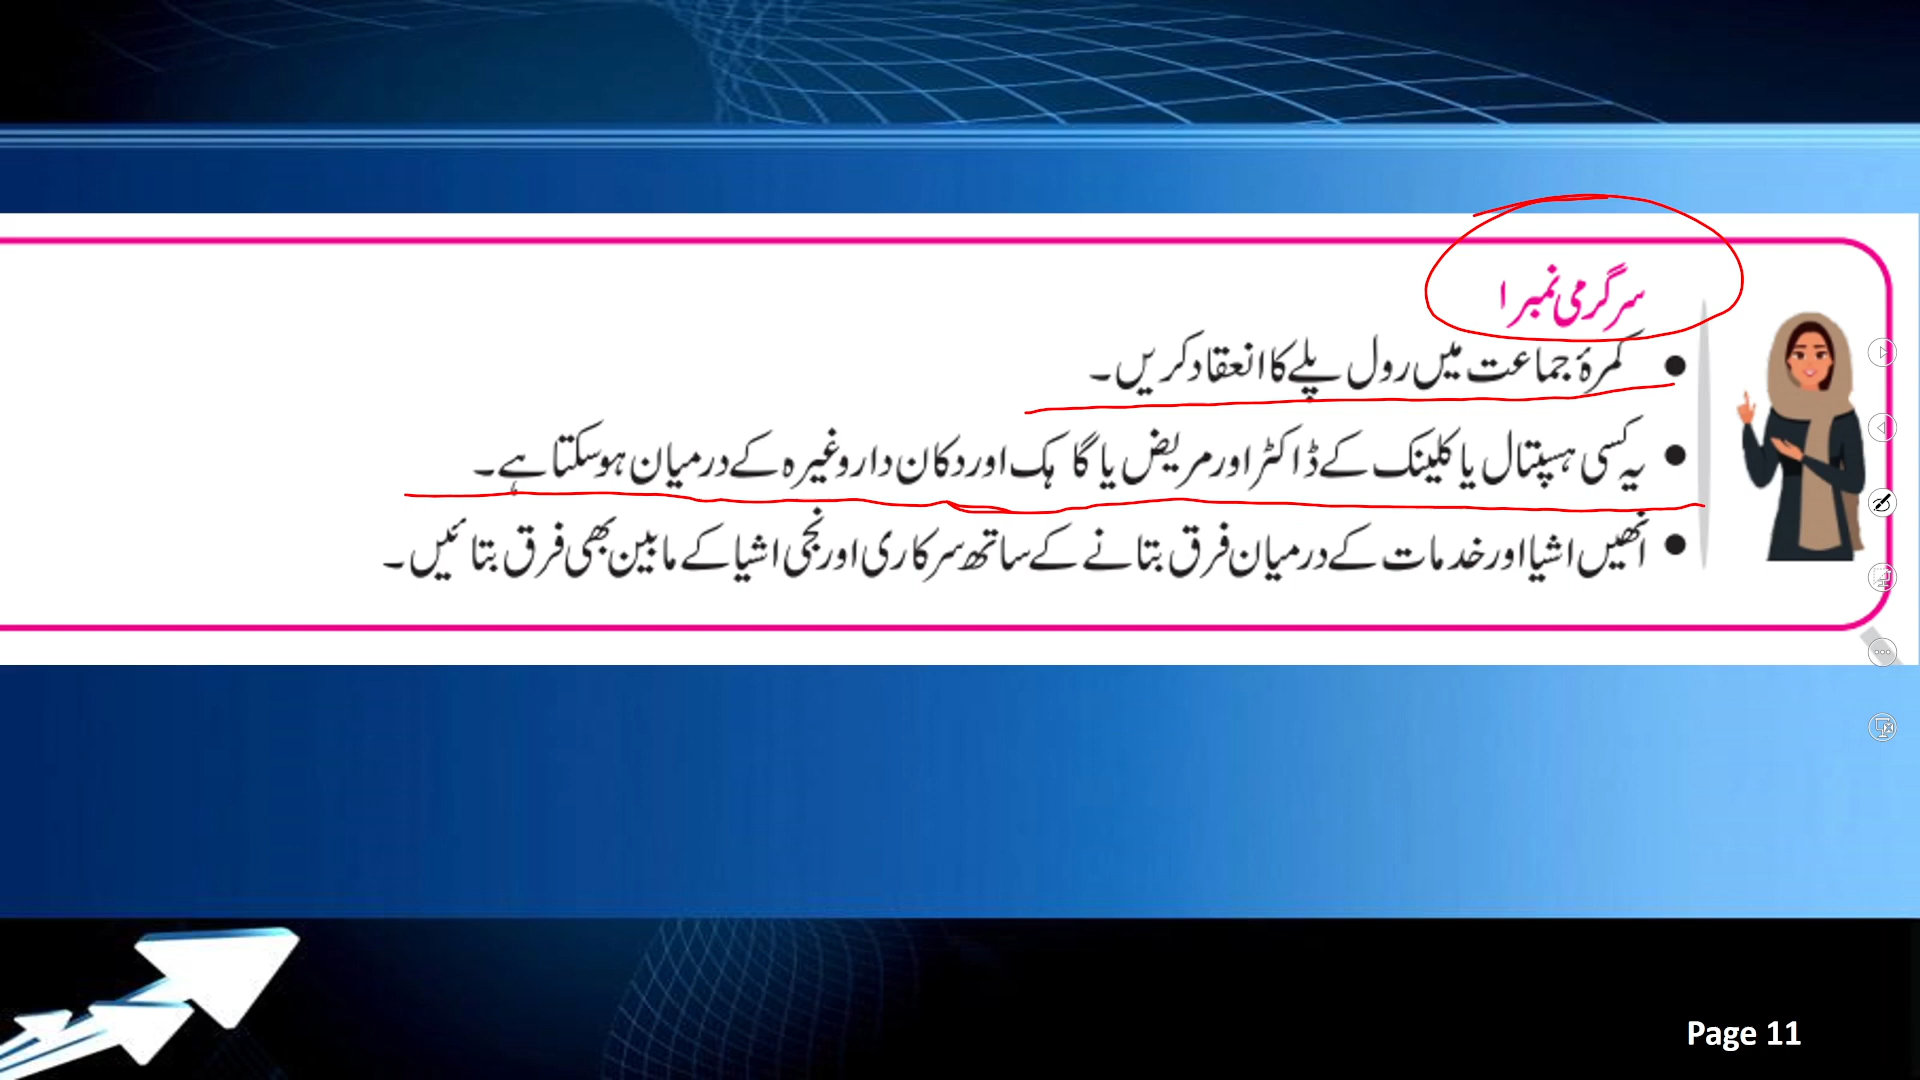 سرگرمی نمبر ۱
● کمرۂ جماعت میں رول پلے کا انعقاد کریں۔
● یہ کسی ہسپتال یا کلینک کے ڈاکٹر اور مریض یا گاہک اور دکان دار وغیرہ کے درمیان ہو سکتا ہے۔
● انھیں اشیا اور خدمات کے درمیان فرق بتانے کے ساتھ سرکاری اور نجی اشیا کے مابین بھی فرق بتائیں۔
Page 11